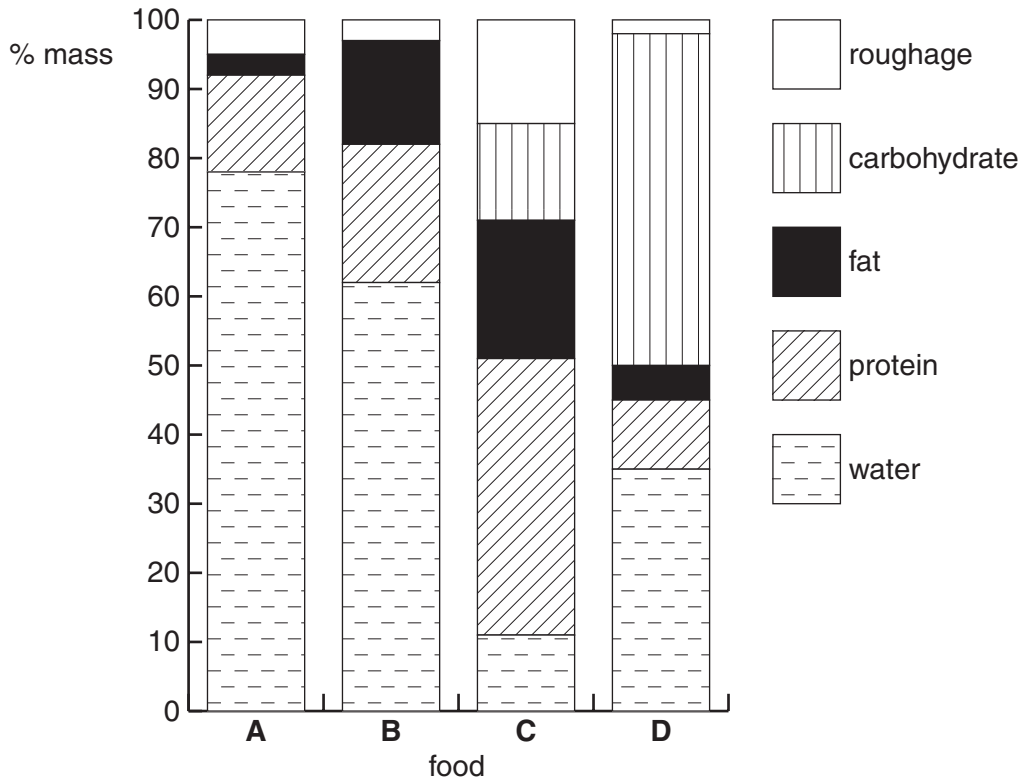 % mass
100
90
80
70
60
50
40
30
20
10
0
A B C D
food
roughage
carbohydrate
fat
protein
water